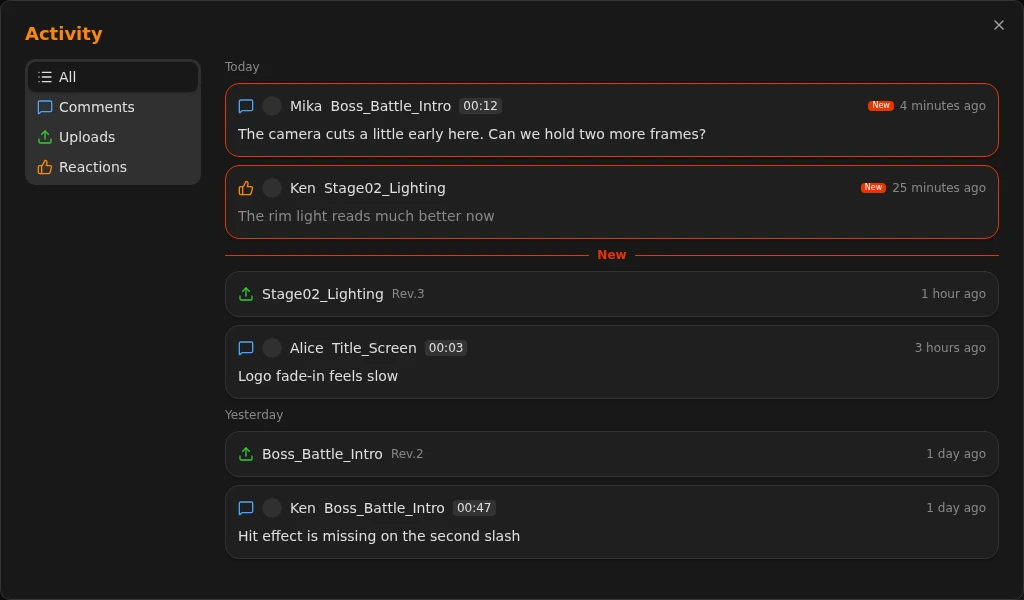 Activity
All
Comments
Uploads
Reactions
Today
Mika Boss_Battle_Intro 00:12 New 4 minutes ago
The camera cuts a little early here. Can we hold two more frames?
Ken Stage02_Lighting New 25 minutes ago
The rim light reads much better now
New
Stage02_Lighting Rev.3 1 hour ago
Alice Title_Screen 00:03 3 hours ago
Logo fade-in feels slow
Yesterday
Boss_Battle_Intro Rev.2 1 day ago
Ken Boss_Battle_Intro 00:47 1 day ago
Hit effect is missing on the second slash